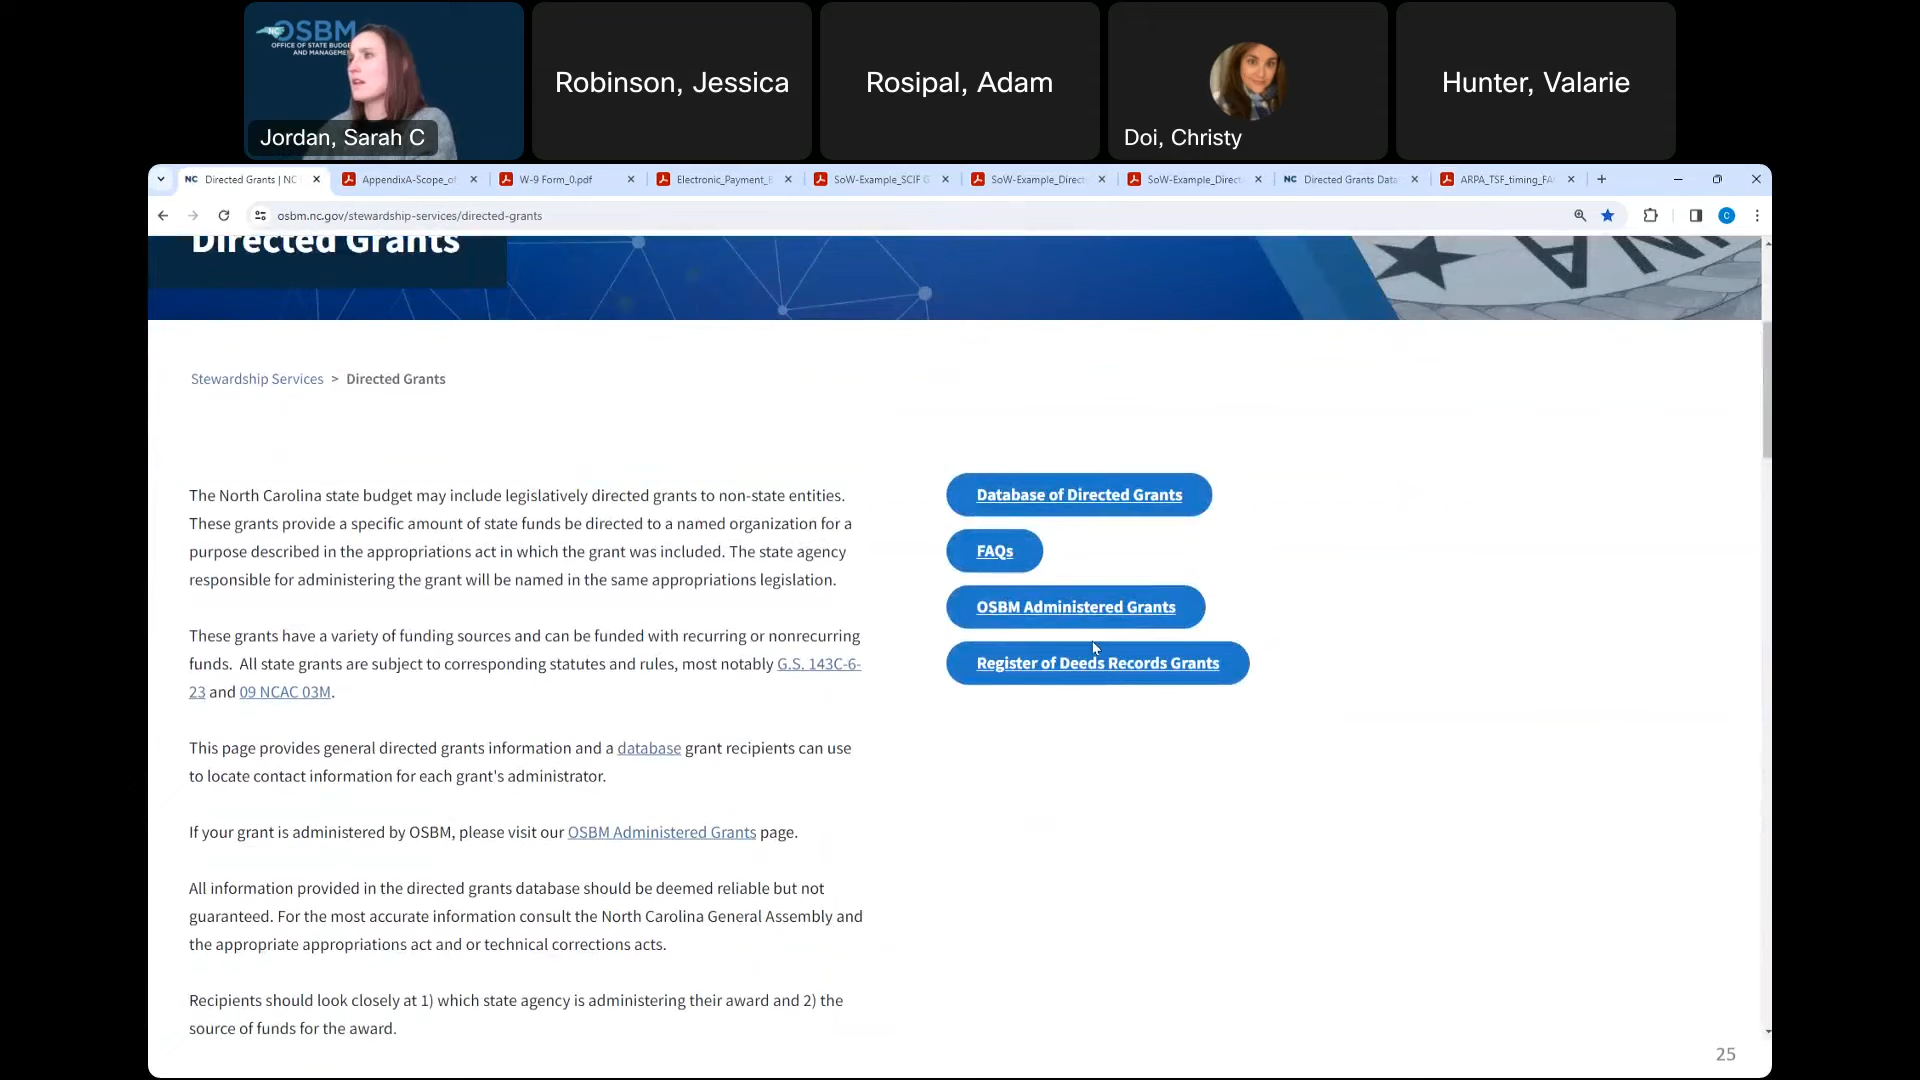 NC OSBM
OFFICE OF STATE BUDGET
AND MANAGEMENT
Jordan, Sarah C
Robinson, Jessica
Rosipal, Adam
Doi, Christy
Hunter, Valarie
NC Directed Grants | NC
AppendixA-Scope_of
W-9 Form_0.pdf
Electronic_Payment_
SoW-Example_SCIF
SoW-Example_Direct
SoW-Example_Direct
NC Directed Grants Data
ARPA_TSF_timing_FA
osbm.nc.gov/stewardship-services/directed-grants
C
Directed Grants
INA
Stewardship Services > Directed Grants
The North Carolina state budget may include legislatively directed grants to non-state entities.
These grants provide a specific amount of state funds be directed to a named organization for a
purpose described in the appropriations act in which the grant was included. The state agency
responsible for administering the grant will be named in the same appropriations legislation.
These grants have a variety of funding sources and can be funded with recurring or nonrecurring
funds.  All state grants are subject to corresponding statutes and rules, most notably G.S. 143C-6-
23 and 09 NCAC 03M.
This page provides general directed grants information and a database grant recipients can use
to locate contact information for each grant's administrator.
If your grant is administered by OSBM, please visit our OSBM Administered Grants page.
All information provided in the directed grants database should be deemed reliable but not
guaranteed. For the most accurate information consult the North Carolina General Assembly and
the appropriate appropriations act and or technical corrections acts.
Recipients should look closely at 1) which state agency is administering their award and 2) the
source of funds for the award.
Database of Directed Grants
FAQs
OSBM Administered Grants
Register of Deeds Records Grants
25